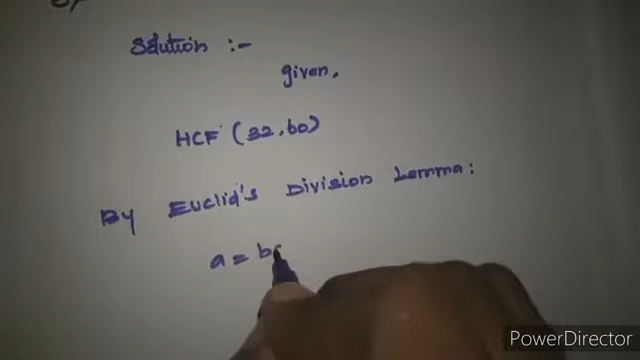 Solution :-
given,
HCF (32, 60)
By Euclid's Division Lemma:
a = b
PowerDirector